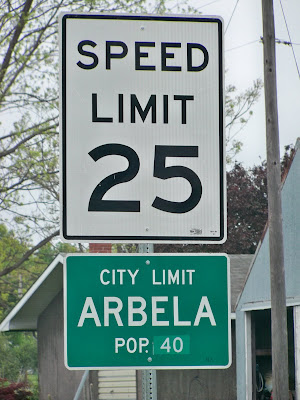 SPEED
LIMIT
25
CITY LIMIT
ARBELA
POP. 40